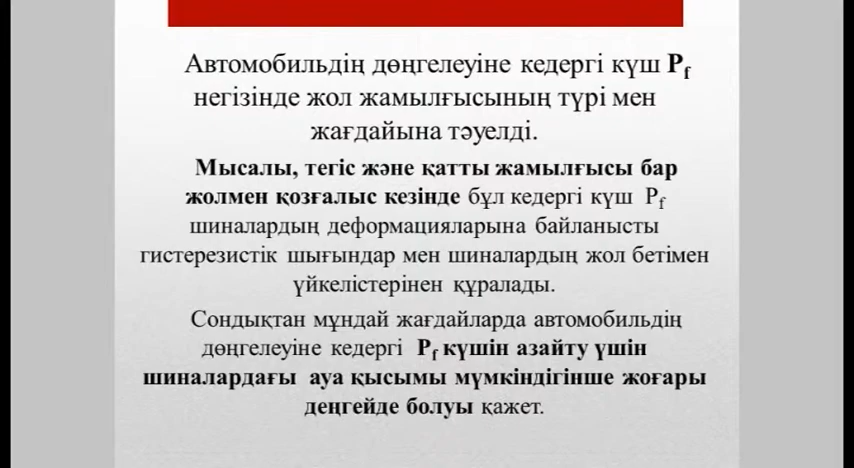 Автомобильдің дөңгелеуіне кедергі күш Pf
негізінде жол жамылғысының түрі мен
жағдайына тәуелді.
Мысалы, тегіс және қатты жамылғысы бар
жолмен қозғалыс кезінде бұл кедергі күш Pf
шиналардың деформацияларына байланысты
гистерезистік шығындар мен шиналардың жол бетімен
үйкелістерінен құралады.
Сондықтан мұндай жағдайларда автомобильдің
дөңгелеуіне кедергі Pf күшін азайту үшін
шиналардағы ауа қысымы мүмкіндігінше жоғары
деңгейде болуы қажет.